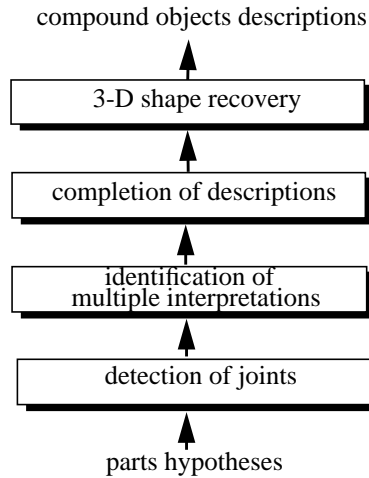 compound objects descriptions
3-D shape recovery
completion of descriptions
identification of
multiple interpretations
detection of joints
parts hypotheses